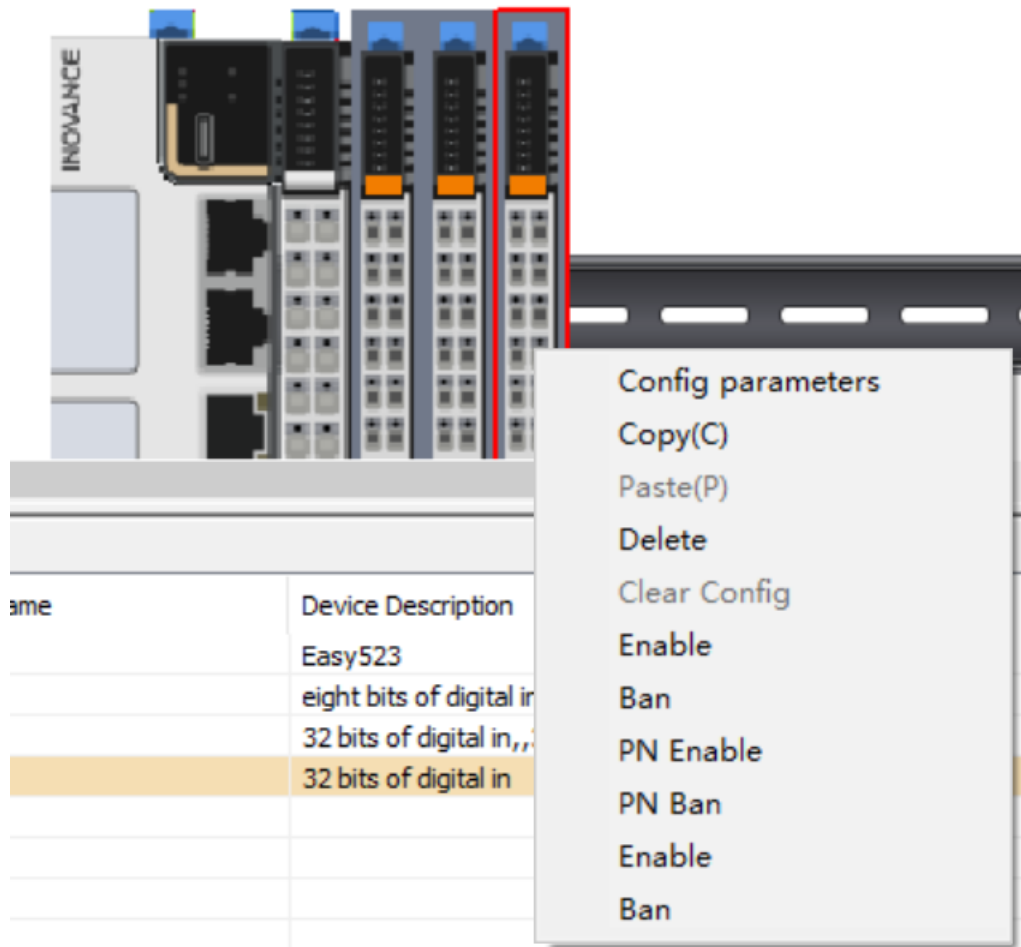 INOVANCE
Config parameters
Copy(C)
Paste(P)
Delete
Clear Config
Enable
Ban
PN Enable
PN Ban
Enable
Ban
ame Device Description
Easy523
eight bits of digital in
32 bits of digital in,,
32 bits of digital in